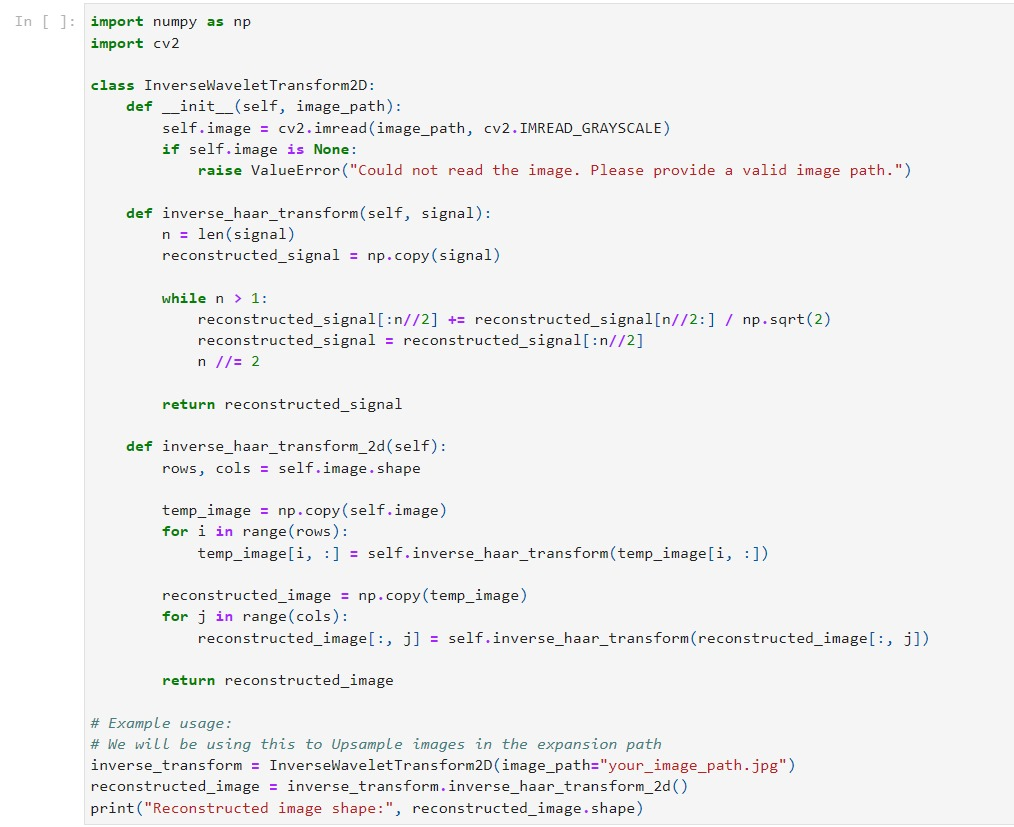 In [ ]:
import numpy as np
import cv2
class InverseWaveletTransform2D:
    def __init__(self, image_path):
        self.image = cv2.imread(image_path, cv2.IMREAD_GRAYSCALE)
        if self.image is None:
            raise ValueError("Could not read the image. Please provide a valid image path.")
    def inverse_haar_transform(self, signal):
        n = len(signal)
        reconstructed_signal = np.copy(signal)
        while n > 1:
            reconstructed_signal[:n//2] += reconstructed_signal[n//2:] / np.sqrt(2)
            reconstructed_signal = reconstructed_signal[:n//2]
            n //= 2
        return reconstructed_signal
    def inverse_haar_transform_2d(self):
        rows, cols = self.image.shape
        temp_image = np.copy(self.image)
        for i in range(rows):
            temp_image[i, :] = self.inverse_haar_transform(temp_image[i, :])
        reconstructed_image = np.copy(temp_image)
        for j in range(cols):
            reconstructed_image[:, j] = self.inverse_haar_transform(reconstructed_image[:, j])
        return reconstructed_image
# Example usage:
# We will be using this to Upsample images in the expansion path
inverse_transform = InverseWaveletTransform2D(image_path="your_image_path.jpg")
reconstructed_image = inverse_transform.inverse_haar_transform_2d()
print("Reconstructed image shape:", reconstructed_image.shape)